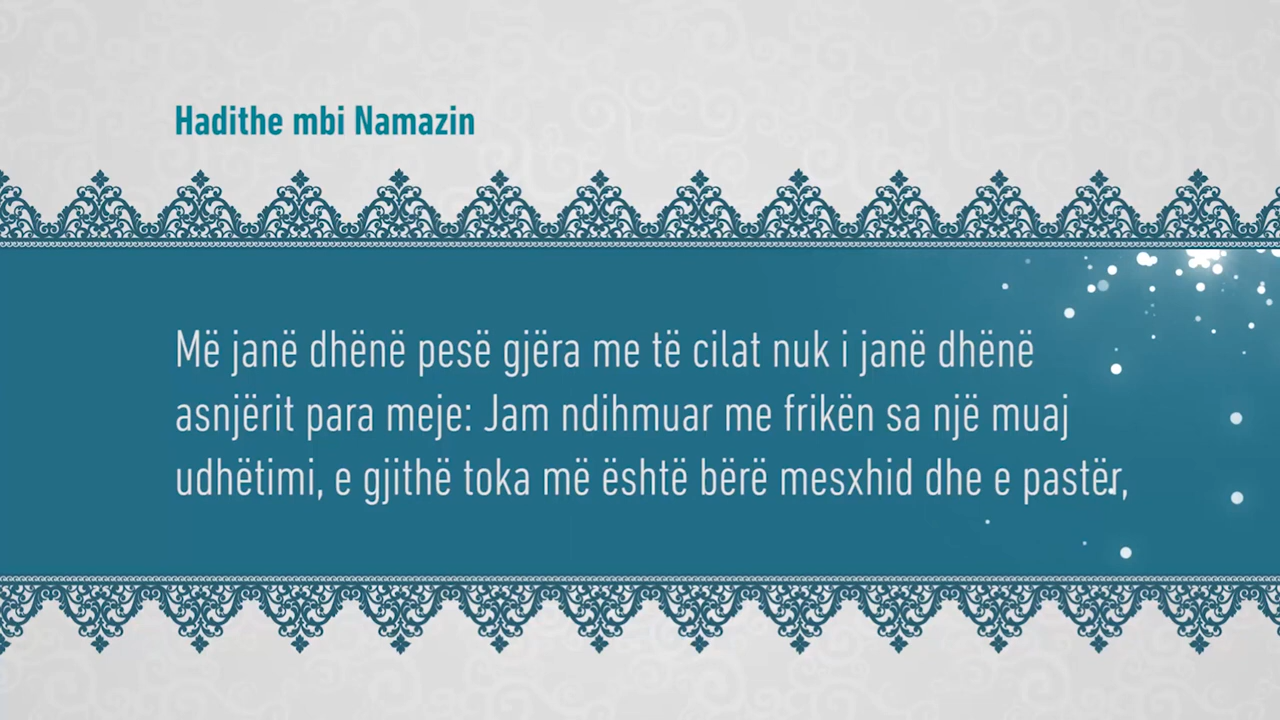 Hadithe mbi Namazin
Më janë dhënë pesë gjëra me të cilat nuk i janë dhënë
asnjërit para meje: Jam ndihmuar me frikën sa një muaj
udhëtimi, e gjithë toka më është bërë mesxhid dhe e pastër,